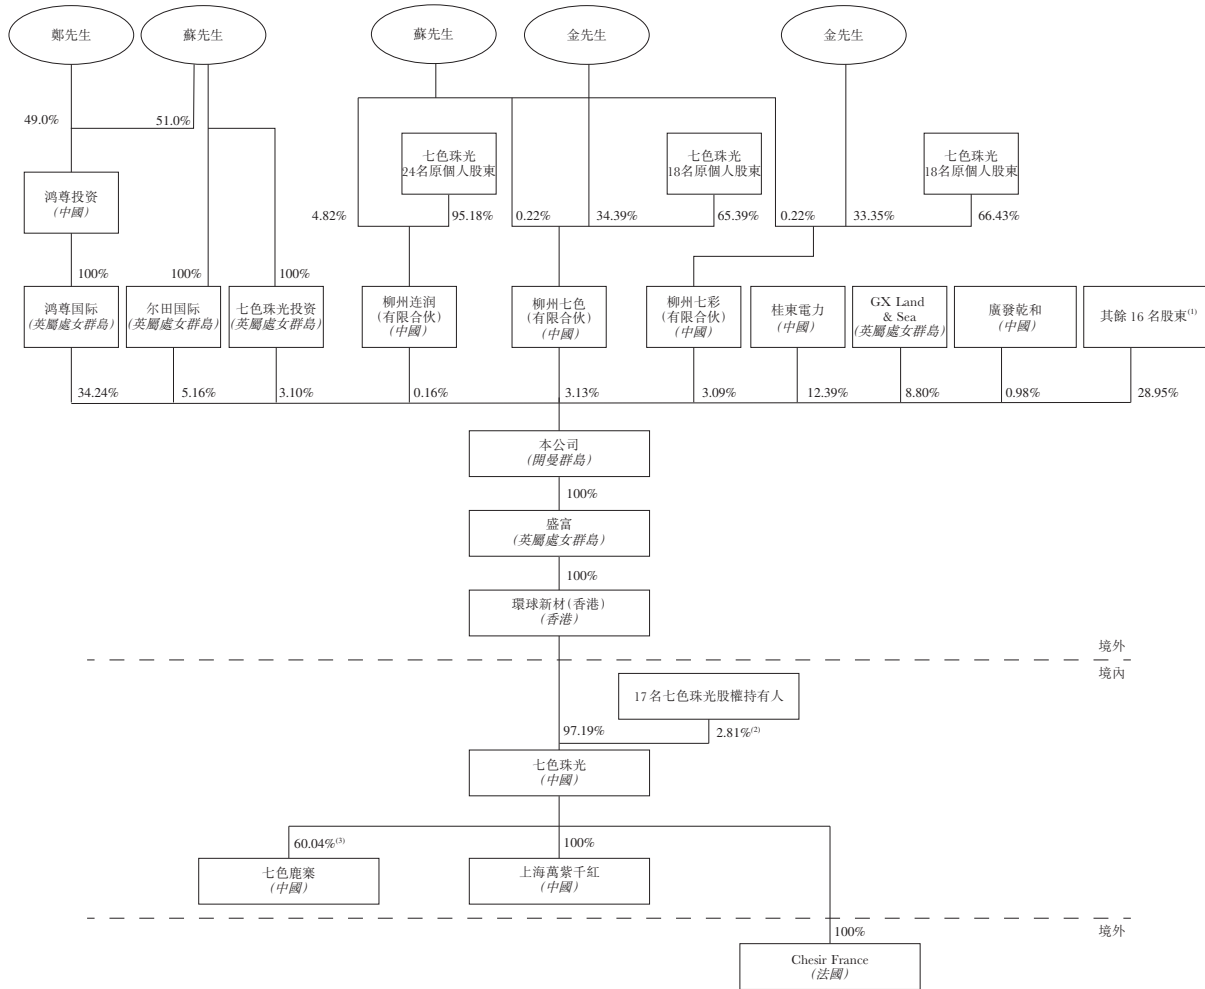 鄭先生
蘇先生
蘇先生
金先生
金先生
49.0%
51.0%
七色珠光
24名原個人股東
七色珠光
18名原個人股東
七色珠光
18名原個人股東
鸿尊投资
(中國)
4.82%
95.18%
0.22%
34.39%
65.39%
0.22%
33.35%
66.43%
100%
100%
100%
鸿尊国际
(英屬處女群島)
尔田国际
(英屬處女群島)
七色珠光投资
(英屬處女群島)
柳州连润
(有限合伙)
(中國)
柳州七色
(有限合伙)
(中國)
柳州七彩
(有限合伙)
(中國)
桂東電力
(中國)
GX Land
& Sea
(英屬處女群島)
廣發乾和
(中國)
其餘 16 名股東(1)
34.24%
5.16%
3.10%
0.16%
3.13%
3.09%
12.39%
8.80%
0.98%
28.95%
本公司
(開曼群島)
100%
盛富
(英屬處女群島)
100%
環球新材(香港)
(香港)
境外
境內
17名七色珠光股權持有人
97.19%
2.81%(2)
七色珠光
(中國)
60.04%(3)
100%
七色鹿寨
(中國)
上海萬紫千紅
(中國)
境外
100%
Chesir France
(法國)